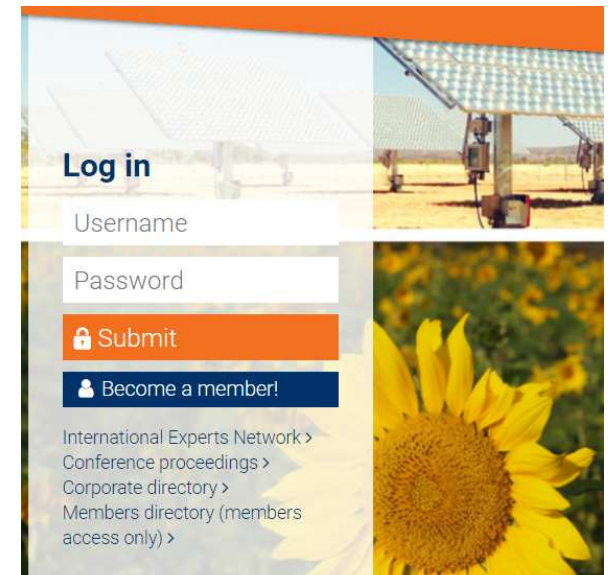 Log in
Username
Password
Submit
Become a member!
International Experts Network >
Conference proceedings >
Corporate directory >
Members directory (members
access only) >